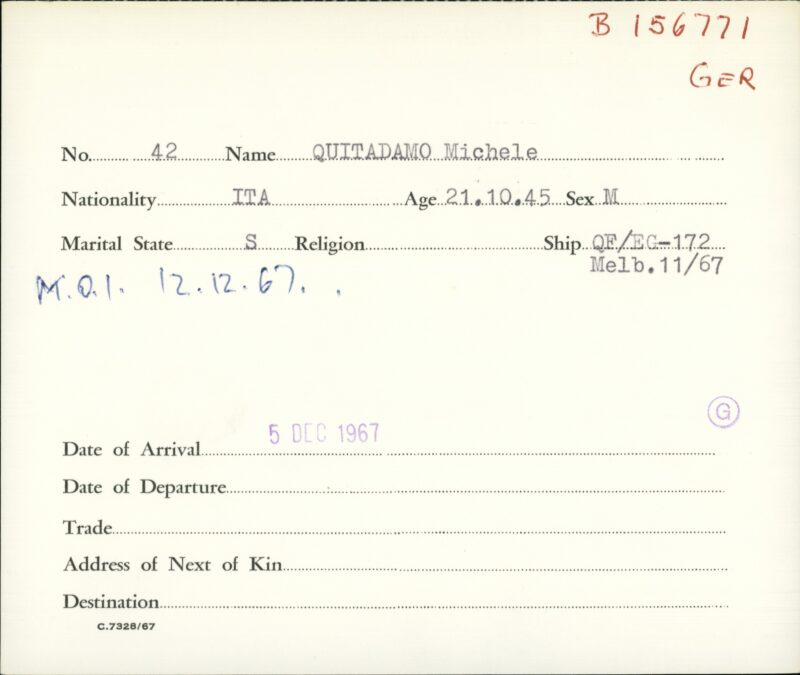 B 156771
GER
No. 42 Name QUITADAMO Michele
Nationality ITA Age 21.10.45 Sex M
Marital State S Religion Ship QF/EG-172
Melb.11/67
M.O.I. 12.12.67.
G
Date of Arrival 5 DEC 1967
Date of Departure
Trade
Address of Next of Kin
Destination
C.7328/67